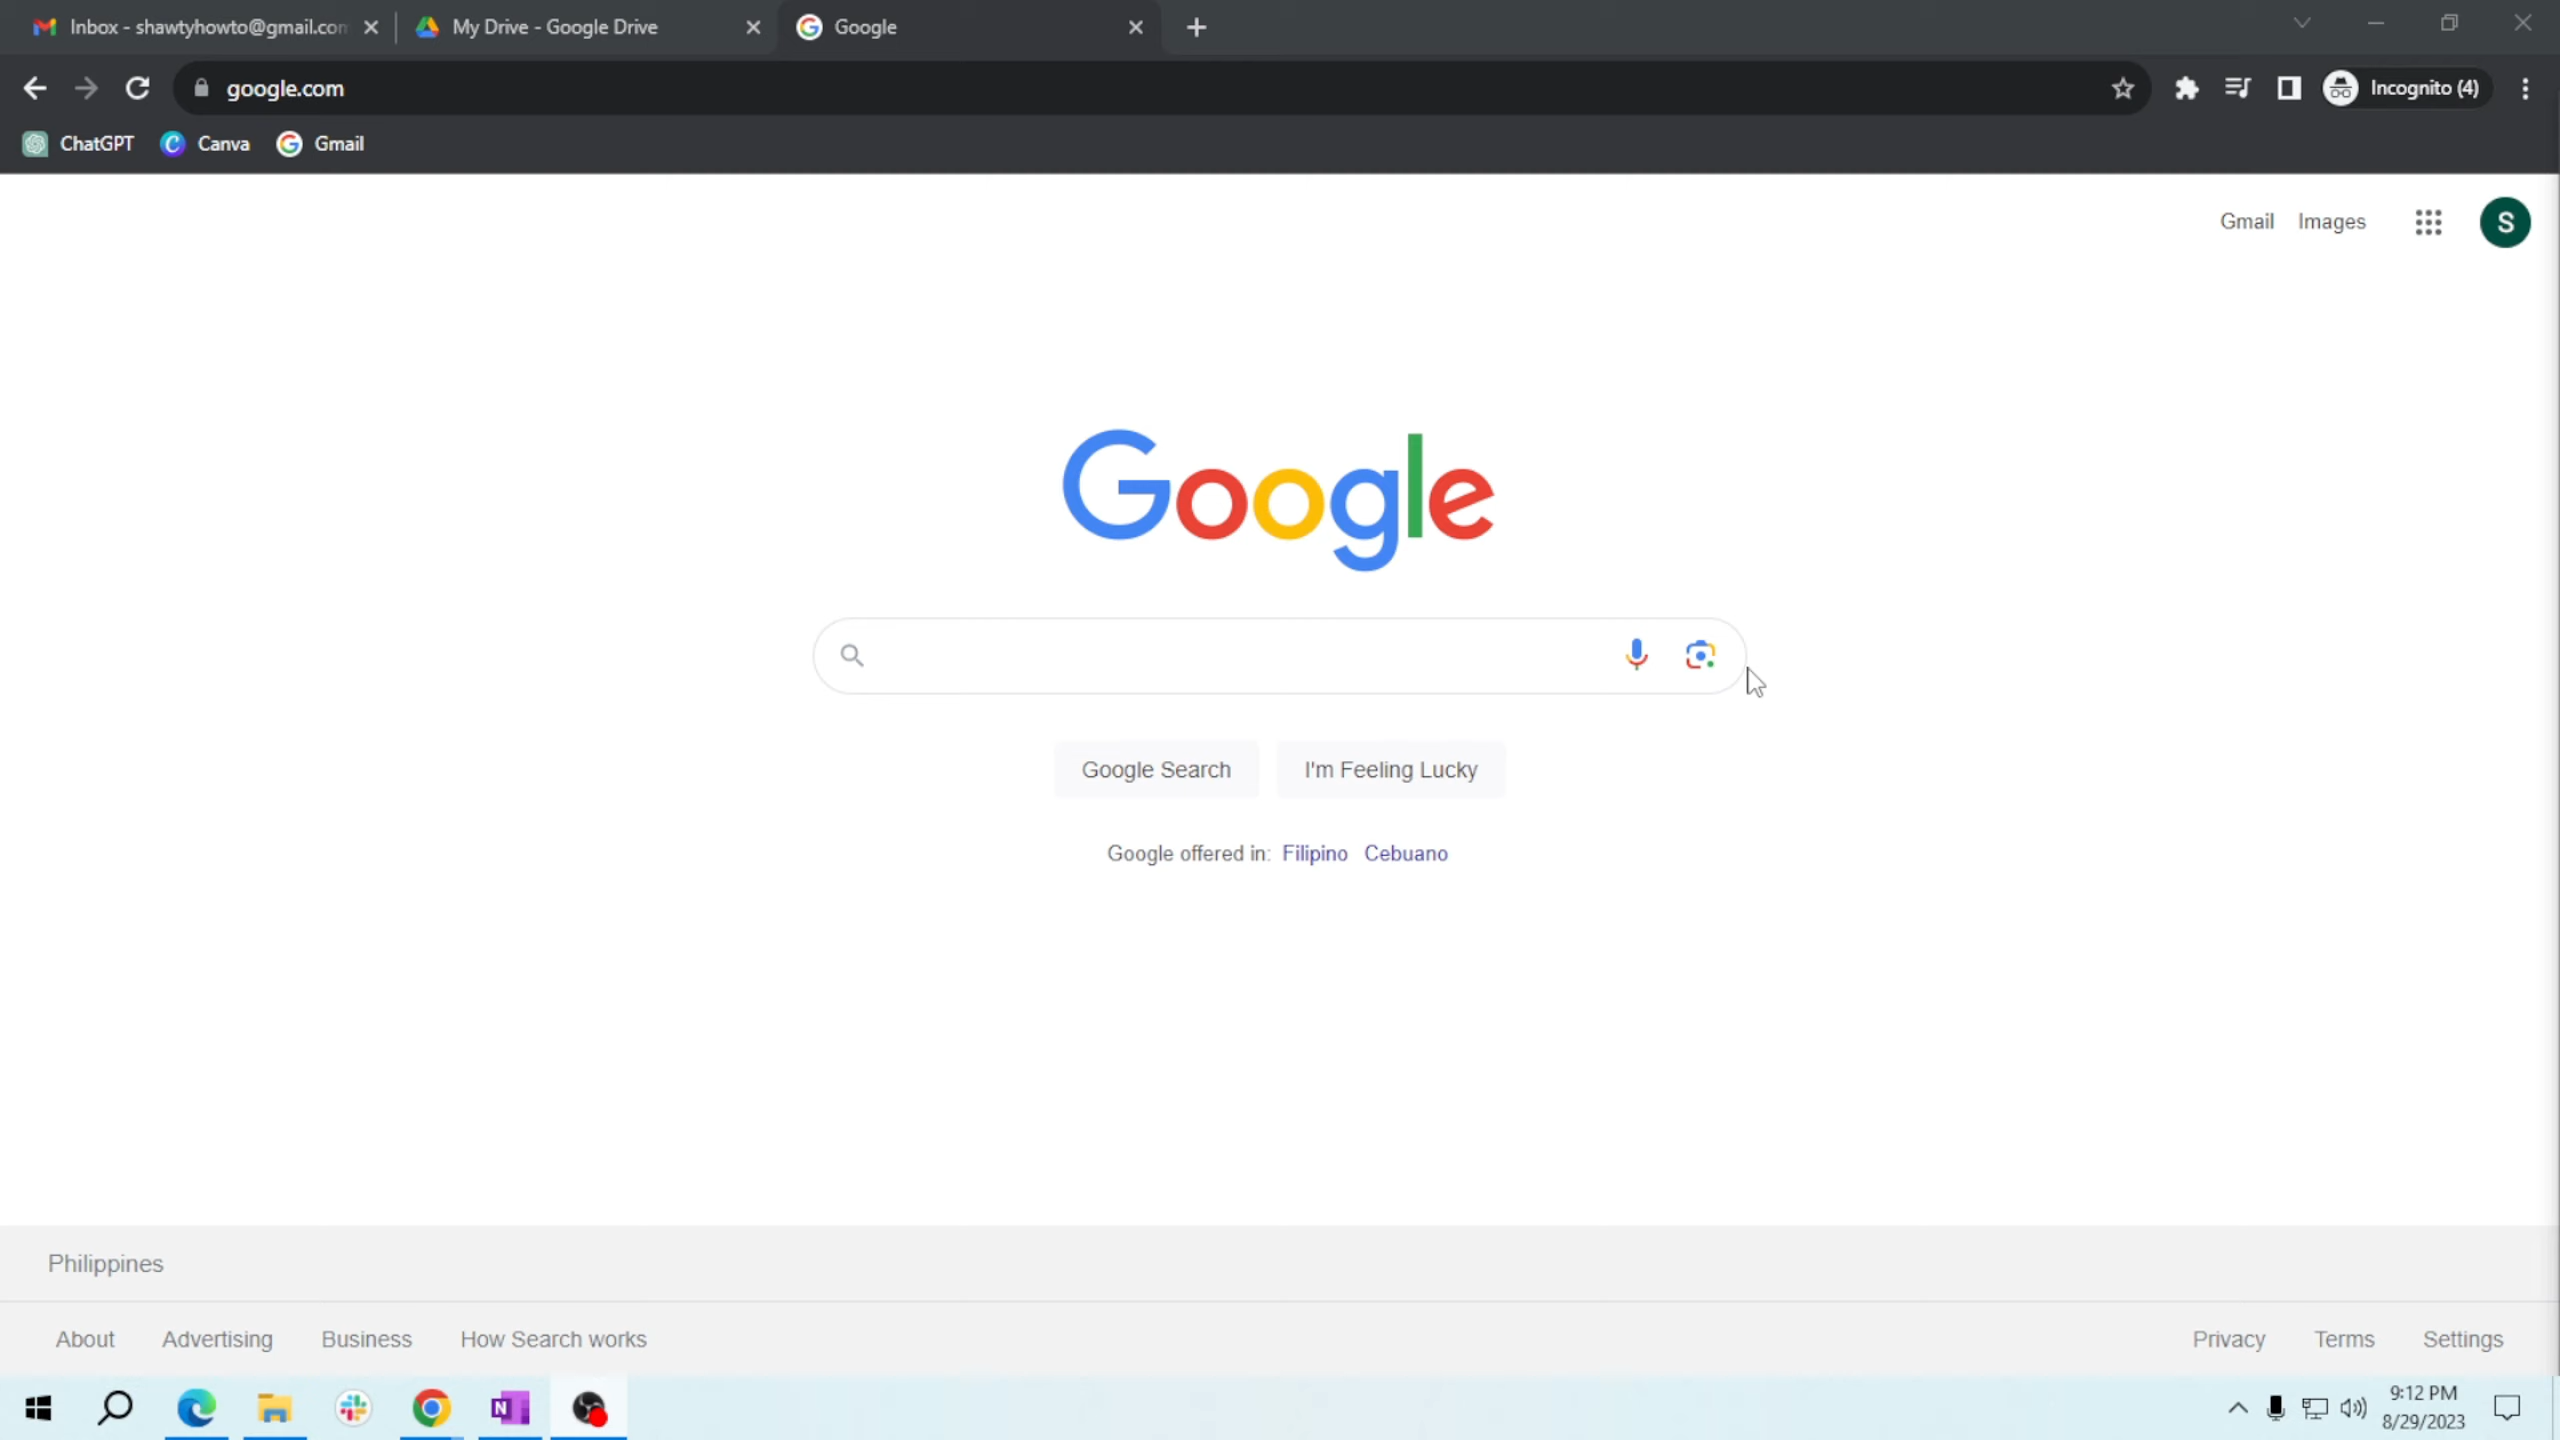 Inbox - shawtyhowto@gmail.com
My Drive - Google Drive
Google
google.com
Incognito (4)
ChatGPT
Canva
Gmail
Gmail
Images
S
Google
Google Search
I'm Feeling Lucky
Google offered in: Filipino Cebuano
Philippines
About
Advertising
Business
How Search works
Privacy
Terms
Settings
9:12 PM
8/29/2023